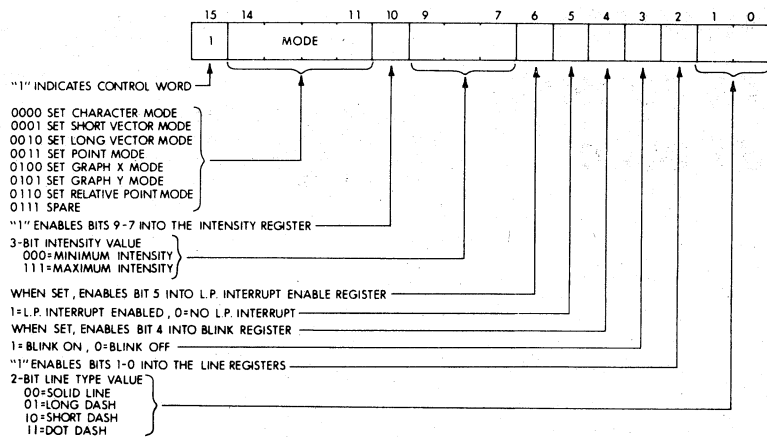 15 14 11 10 9 7 6 5 4 3 2 1 0
1 MODE
"1" INDICATES CONTROL WORD
0000 SET CHARACTER MODE
0001 SET SHORT VECTOR MODE
0010 SET LONG VECTOR MODE
0011 SET POINT MODE
0100 SET GRAPH X MODE
0101 SET GRAPH Y MODE
0110 SET RELATIVE POINT MODE
0111 SPARE
"1" ENABLES BITS 9-7 INTO THE INTENSITY REGISTER
3-BIT INTENSITY VALUE
000=MINIMUM INTENSITY
111=MAXIMUM INTENSITY
WHEN SET, ENABLES BIT 5 INTO L.P. INTERRUPT ENABLE REGISTER
1=L.P. INTERRUPT ENABLED, 0=NO L.P. INTERRUPT
WHEN SET, ENABLES BIT 4 INTO BLINK REGISTER
1=BLINK ON, 0=BLINK OFF
"1" ENABLES BITS 1-0 INTO THE LINE REGISTERS
2-BIT LINE TYPE VALUE
00=SOLID LINE
01=LONG DASH
10=SHORT DASH
11=DOT DASH